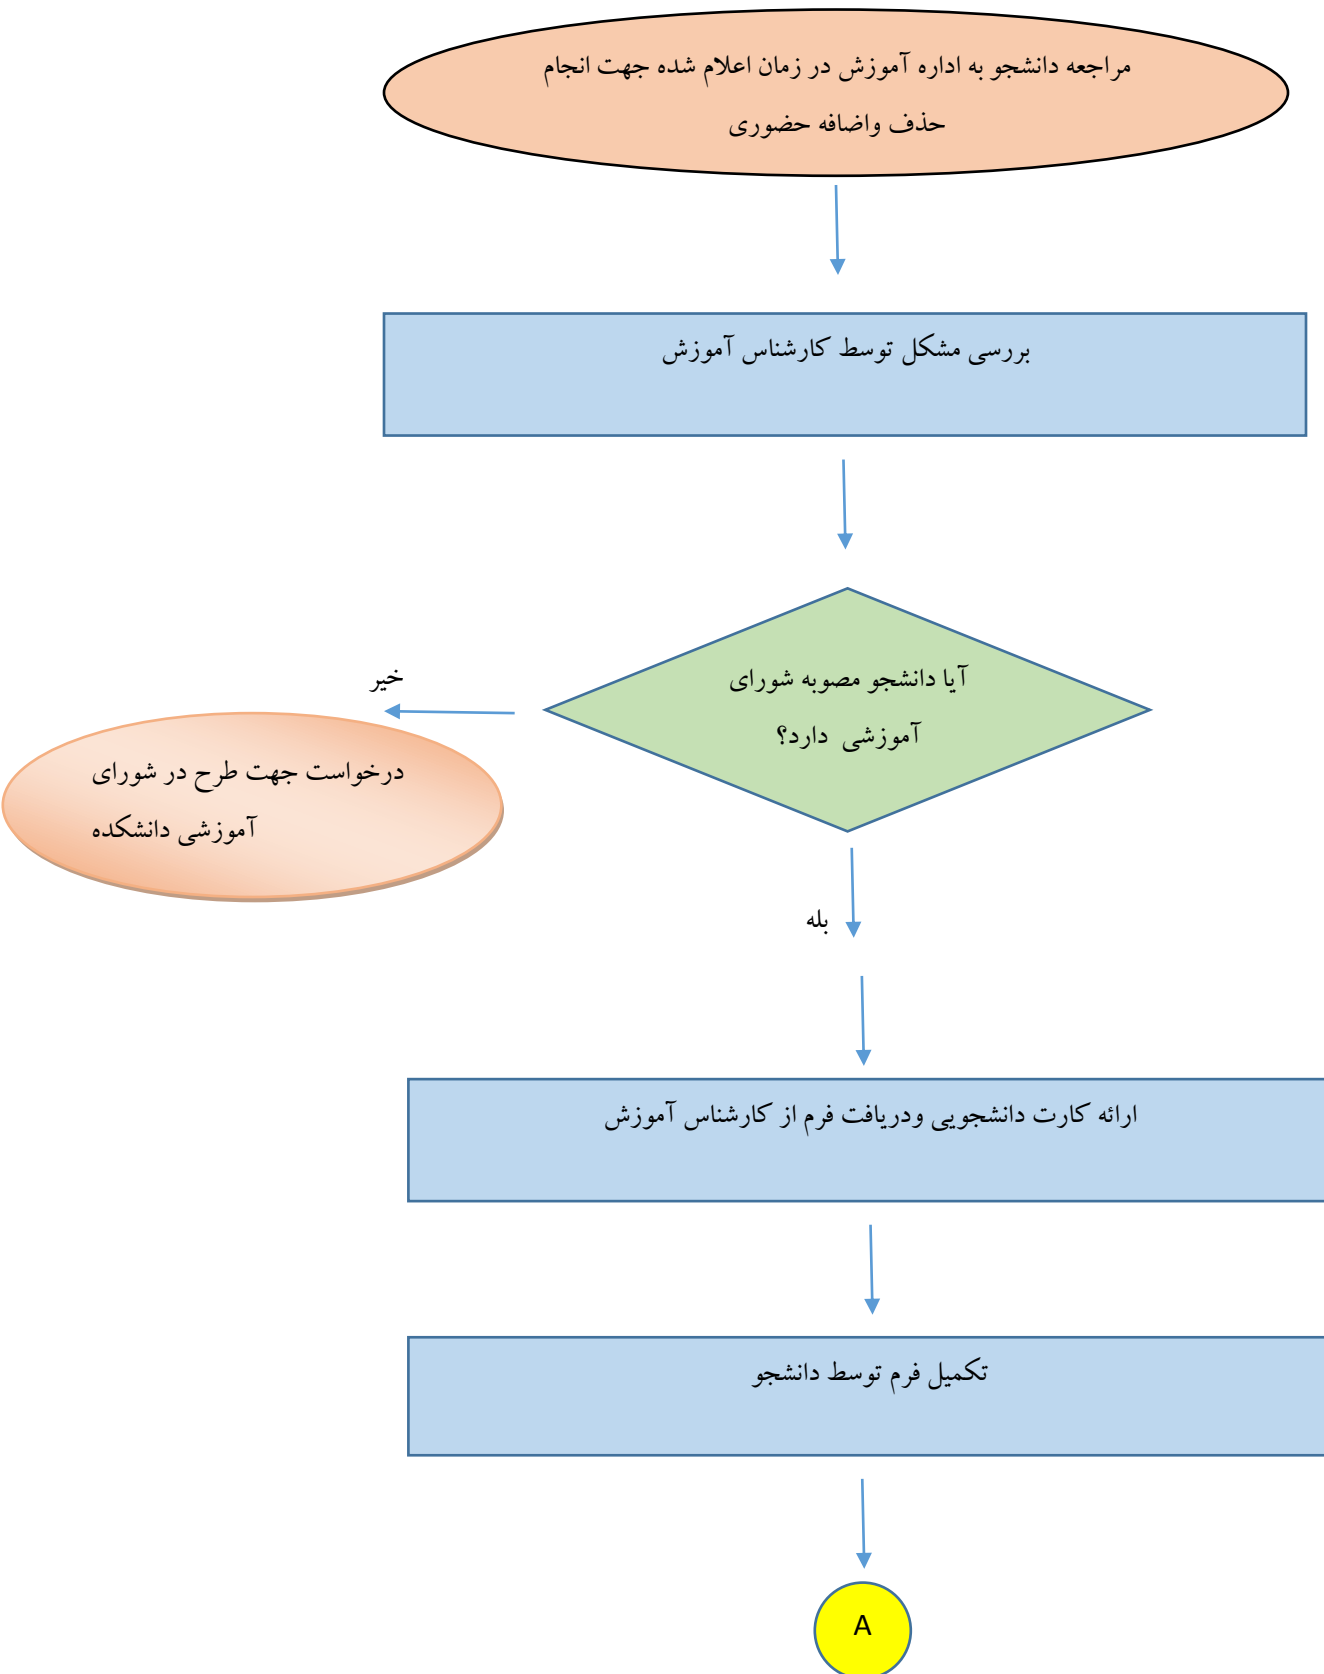 مراجعه دانشجو به اداره آموزش در زمان اعلام شده جهت انجام
حذف واضافه حضوری
بررسی مشکل توسط کارشناس آموزش
آیا دانشجو مصوبه شورای
آموزشی دارد؟
خیر
درخواست جهت طرح در شورای
آموزشی دانشکده
بله
ارائه کارت دانشجویی ودریافت فرم از کارشناس آموزش
تکمیل فرم توسط دانشجو
A